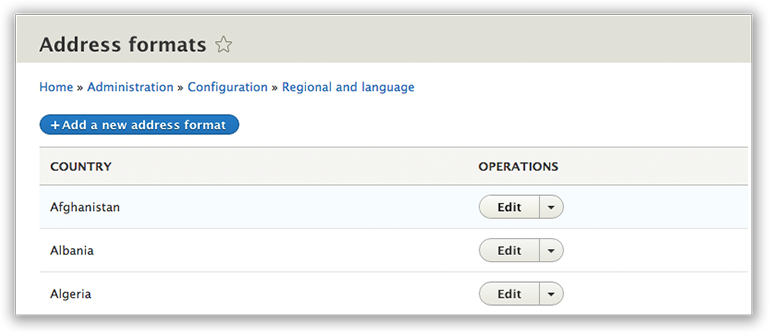 Address formats
Home » Administration » Configuration » Regional and language
+Add a new address format
COUNTRY OPERATIONS
Afghanistan Edit
Albania Edit
Algeria Edit